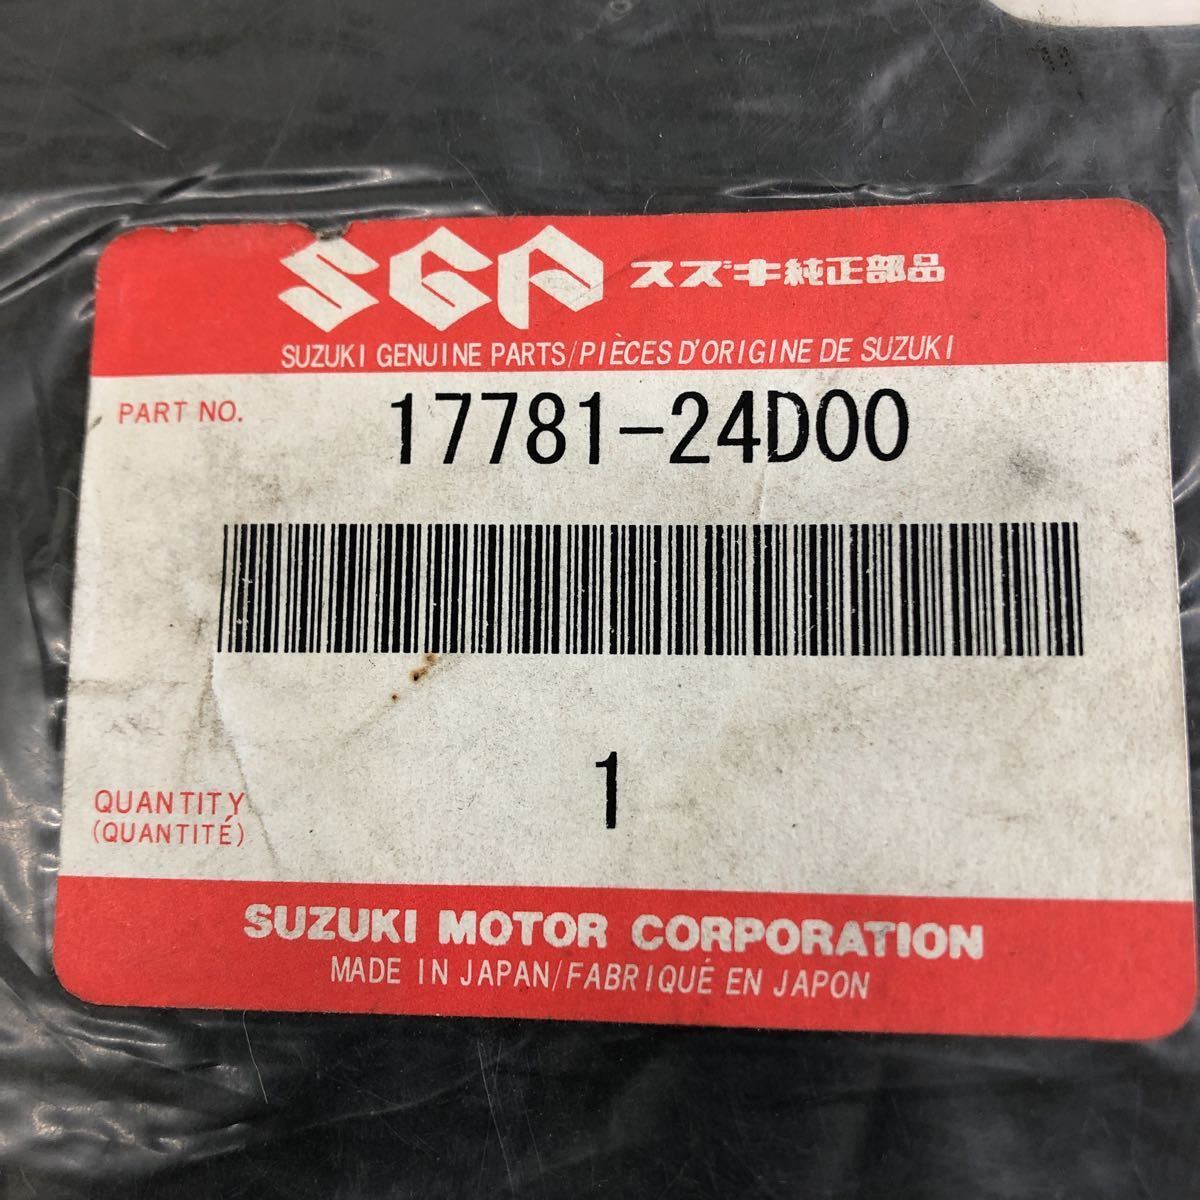 SGP スズキ純正部品
SUZUKI GENUINE PARTS/PIÈCES D'ORIGINE DE SUZUKI
PART NO. 17781-24D00
QUANTITY 1
(QUANTITÉ)
SUZUKI MOTOR CORPORATION
MADE IN JAPAN/FABRIQUÉ EN JAPON